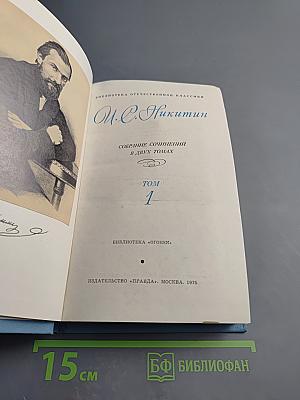 БИБЛИОТЕКА ОТЕЧЕСТВЕННОЙ КЛАССИКИ
И. С. Никитин
СОБРАНИЕ СОЧИНЕНИЙ
В ДВУХ ТОМАХ
ТОМ
1
БИБЛИОТЕКА «ОГОНЕК»
ИЗДАТЕЛЬСТВО «ПРАВДА». МОСКВА. 1975
15 см
БФ БИБЛИОФАН